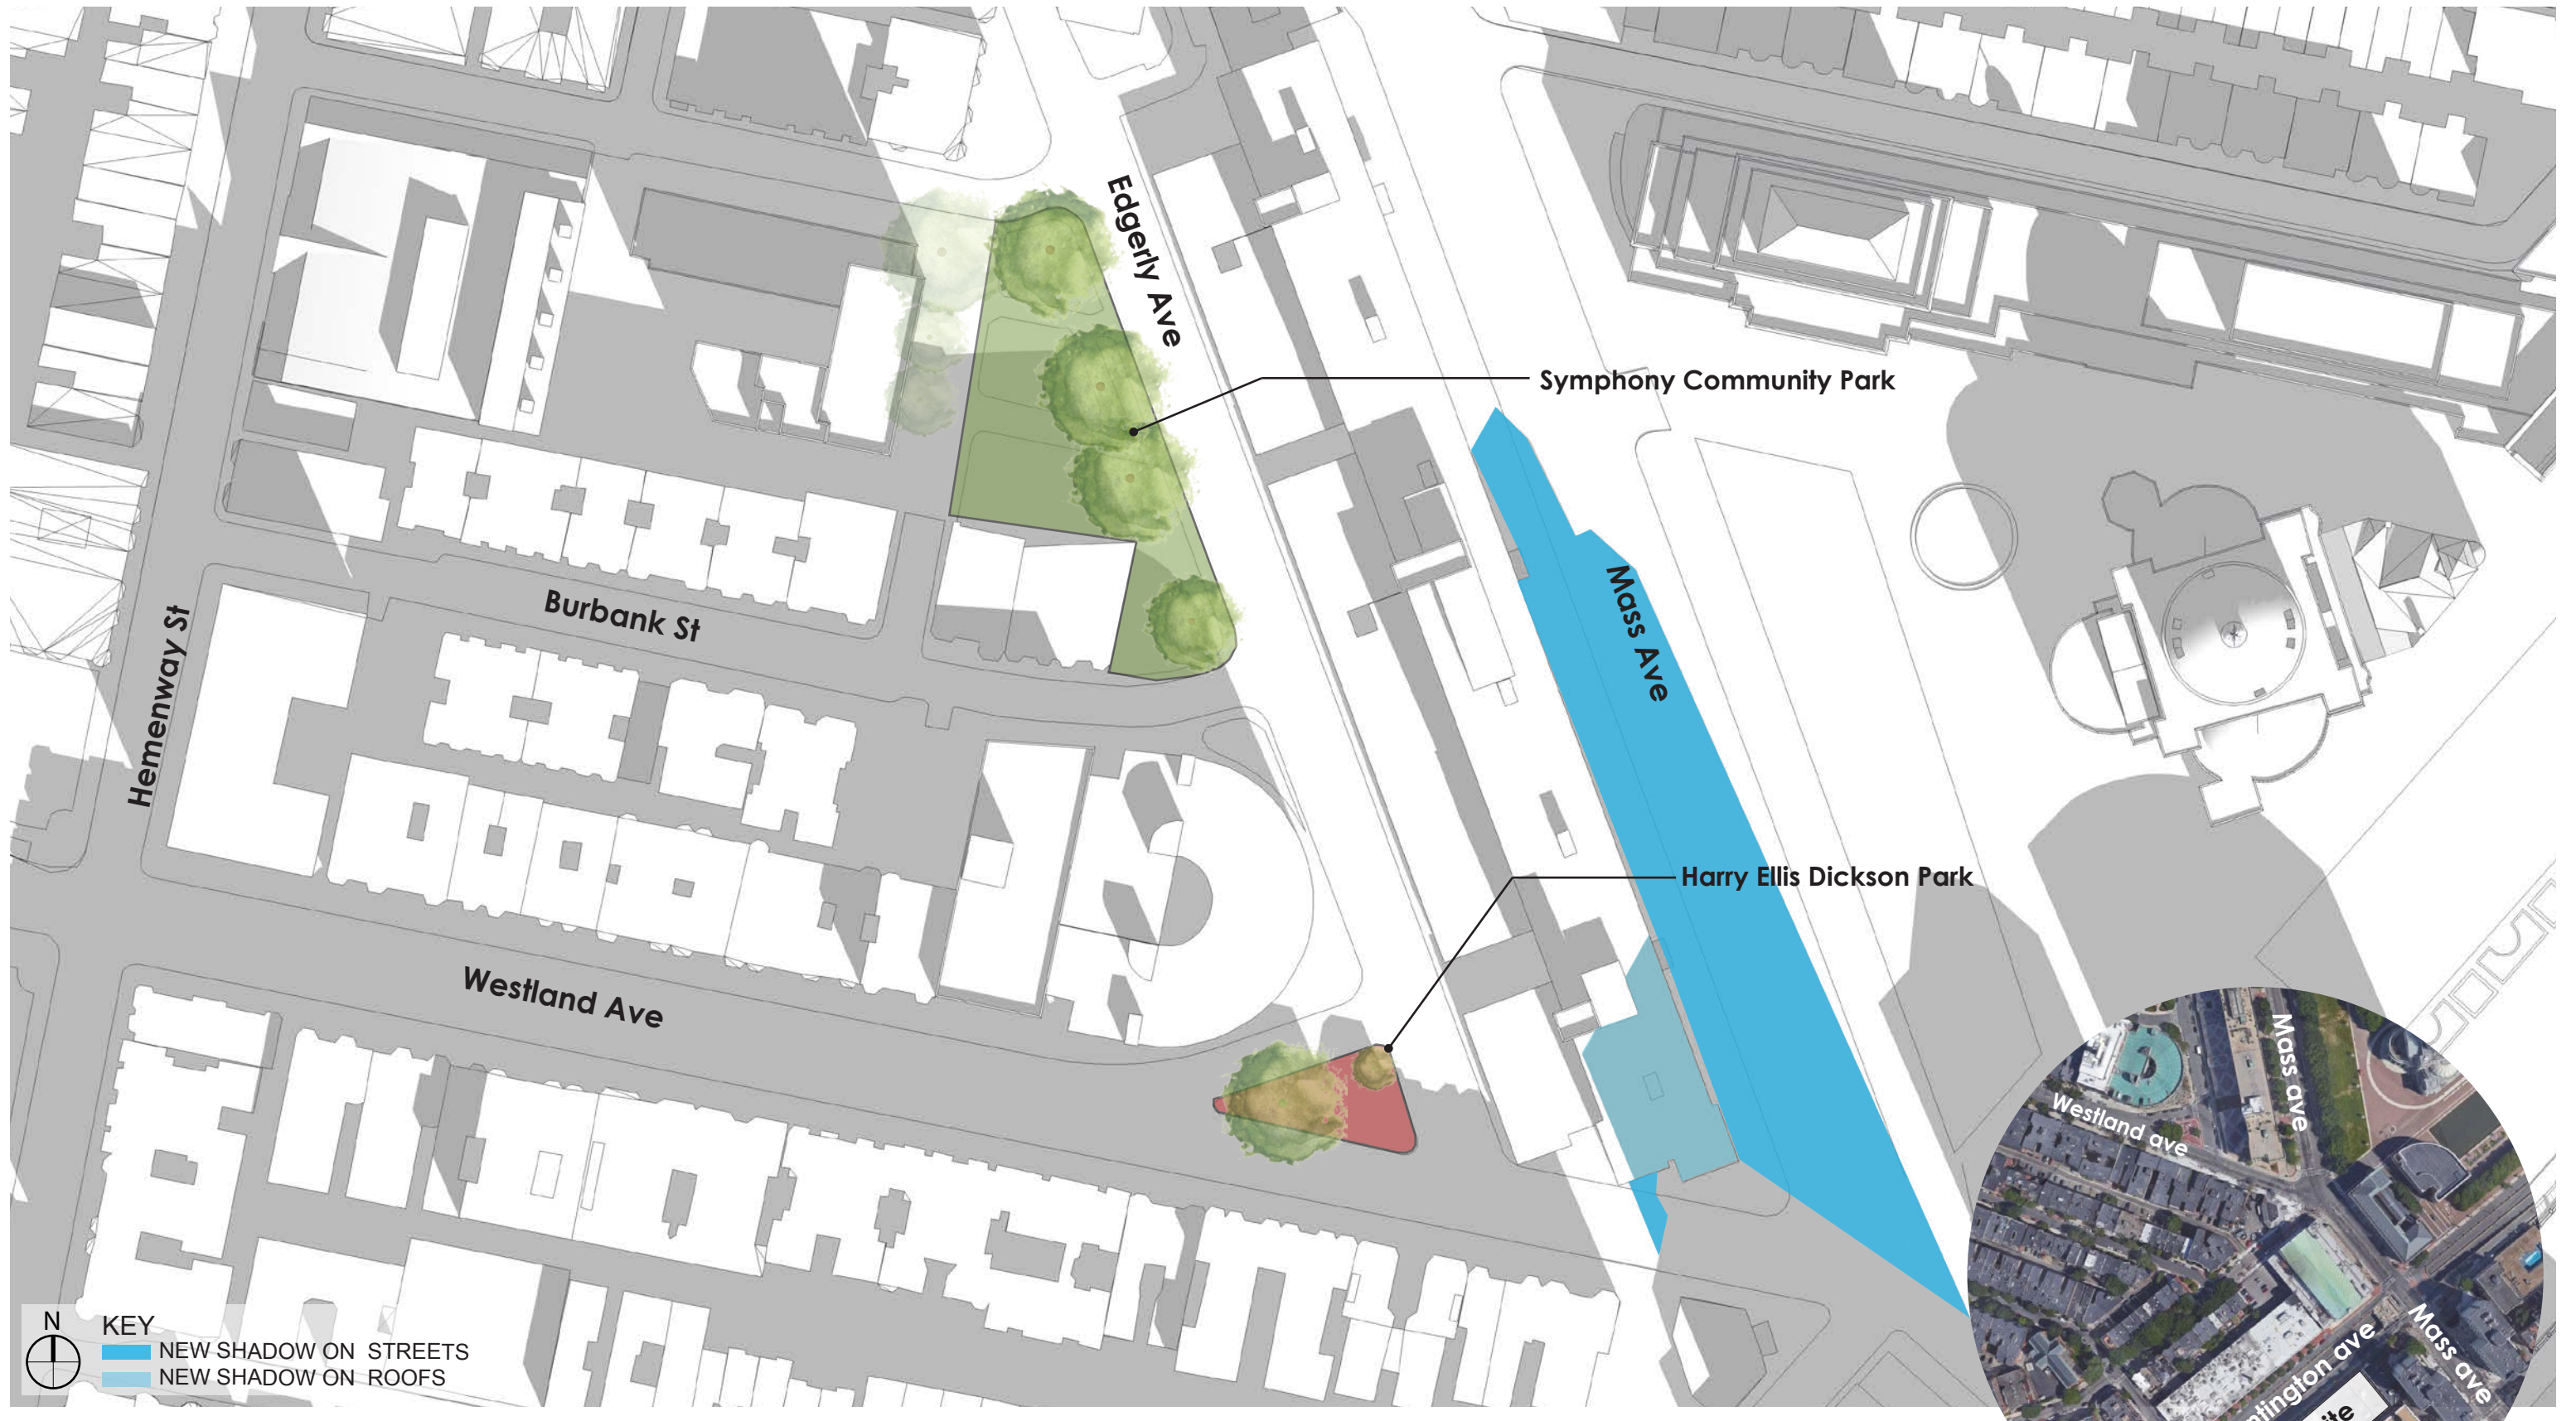 Edgerly Ave
Symphony Community Park
Mass Ave
Burbank St
Hemenway St
Harry Ellis Dickson Park
Westland Ave
Mass ave
Westland ave
Mass ave
N
KEY
NEW SHADOW ON STREETS
NEW SHADOW ON ROOFS